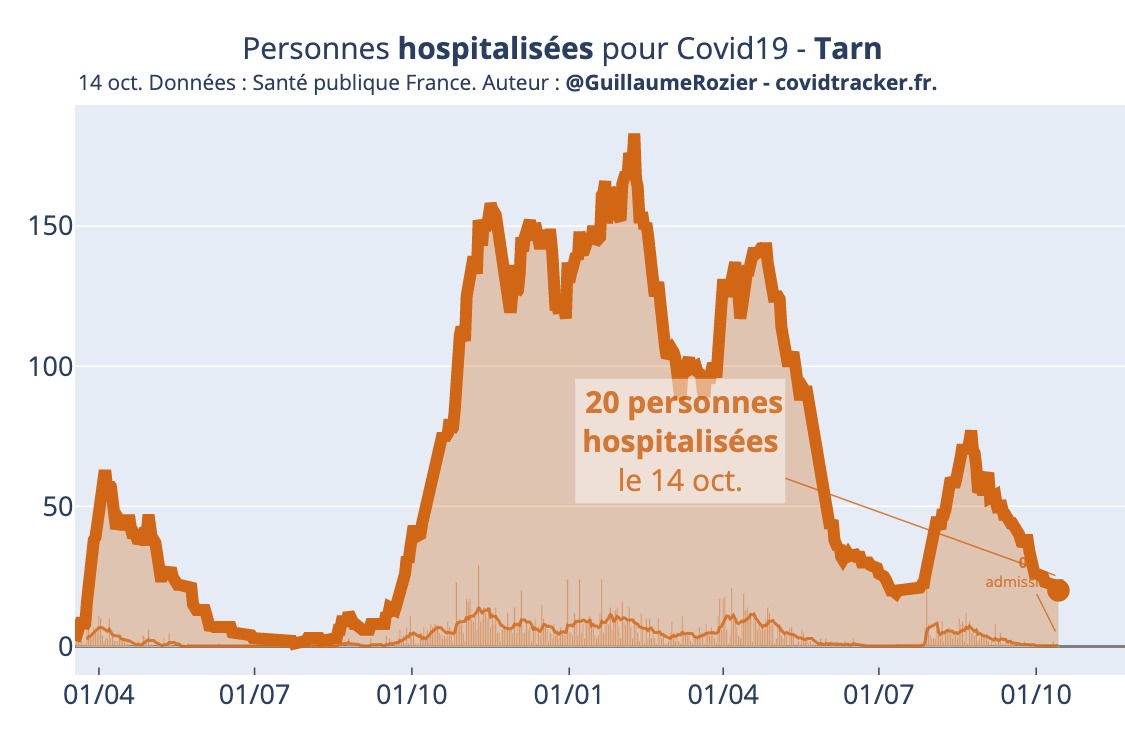 Personnes hospitalisées pour Covid19 - Tarn
14 oct. Données : Santé publique France. Auteur : @GuillaumeRozier - covidtracker.fr.
150
100
50
0
20 personnes
hospitalisées
le 14 oct.
01/04
01/07
01/10
01/01
01/04
01/07
01/10